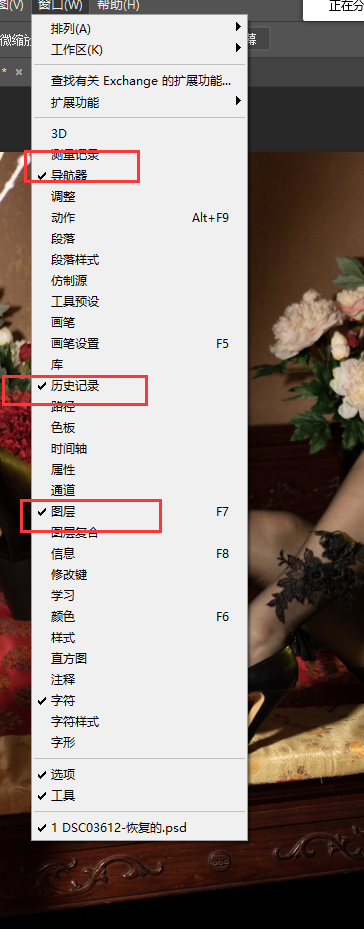 图(V) 窗口(W) 帮助(H)
正在分
微缩放
幕
* ×
排列(A)
工作区(K)
查找有关 Exchange 的扩展功能...
扩展功能
3D
测量记录
导航器
调整
动作 Alt+F9
段落
段落样式
仿制源
工具预设
画笔
画笔设置 F5
库
历史记录
路径
色板
时间轴
属性
通道
图层 F7
图层复合
信息 F8
修改键
学习
颜色 F6
样式
直方图
注释
字符
字符样式
字形
选项
工具
1 DSC03612-恢复的.psd